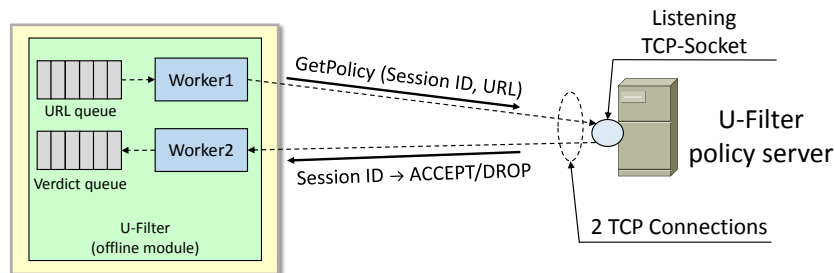 Listening
TCP-Socket
GetPolicy (Session ID, URL)
Worker1
URL queue
U-Filter
policy server
Worker2
Verdict queue
Session ID → ACCEPT/DROP
U-Filter
(offline module)
2 TCP Connections